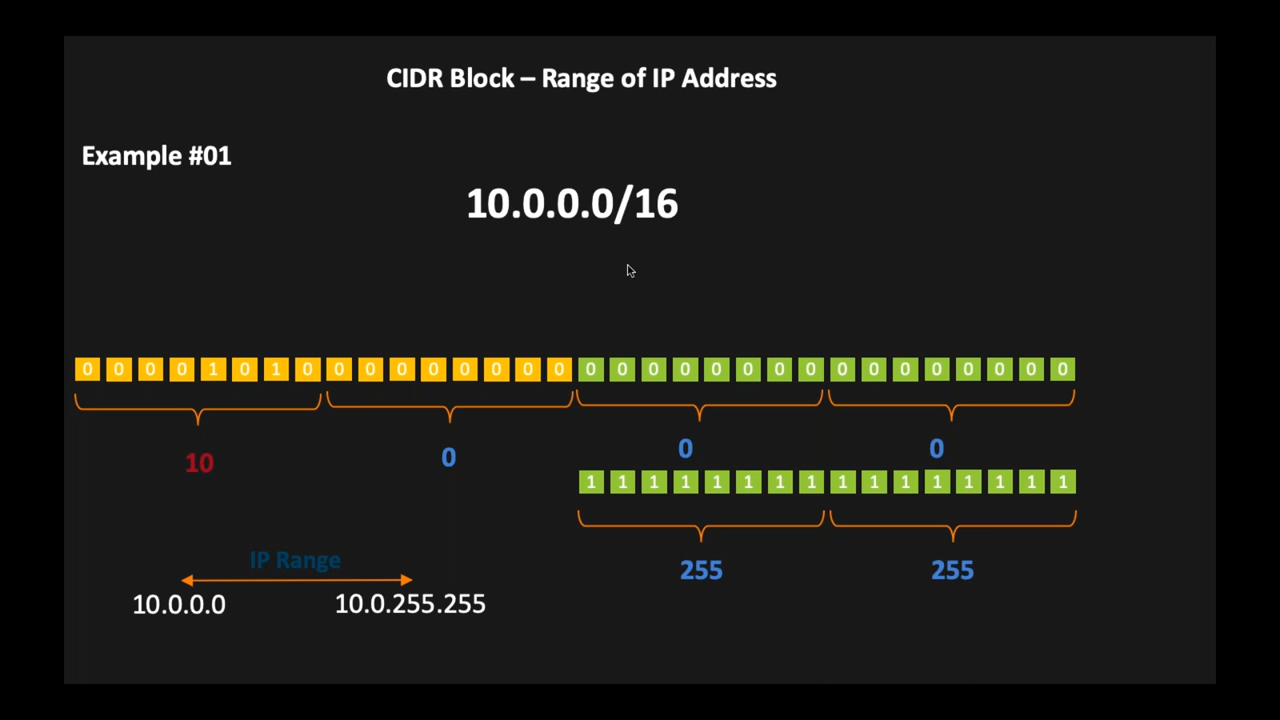 CIDR Block – Range of IP Address
Example #01
10.0.0.0/16
0 0 0 0 1 0 1 0 0 0 0 0 0 0 0 0 0 0 0 0 0 0 0 0 0 0 0 0 0 0 0 0
10 0 0 0
1 1 1 1 1 1 1 1 1 1 1 1 1 1 1 1
255 255
IP Range
10.0.0.0 10.0.255.255